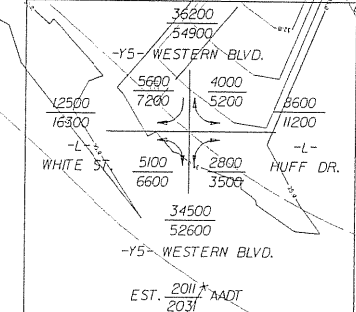 36200
54900
-Y5- WESTERN BLVD.
5600
7200
4000
5200
12500
16300
8600
11200
-L-
WHITE ST.
-L-
HUFF DR.
5100
6600
2800
3500
34500
52600
-Y5- WESTERN BLVD.
EST. 2011* AADT
2031